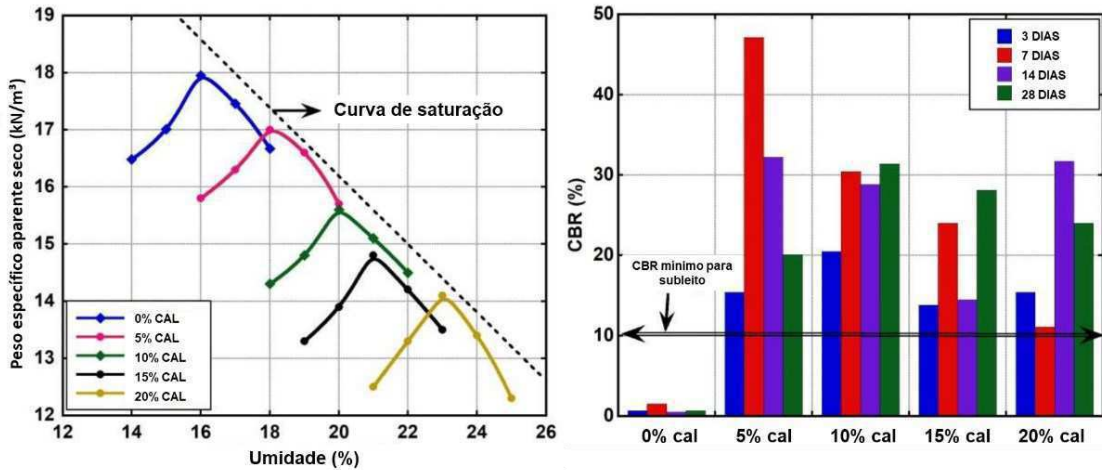 19
18
17
16
15
14
13
12
Peso específico aparente seco (kN/m³)
Curva de saturação
0% CAL
5% CAL
10% CAL
15% CAL
20% CAL
12 14 16 18 20 22 24 26
Umidade (%)
50
40
30
20
10
0
CBR (%)
3 DIAS
7 DIAS
14 DIAS
28 DIAS
CBR minimo para
subleito
0% cal 5% cal 10% cal 15% cal 20% cal